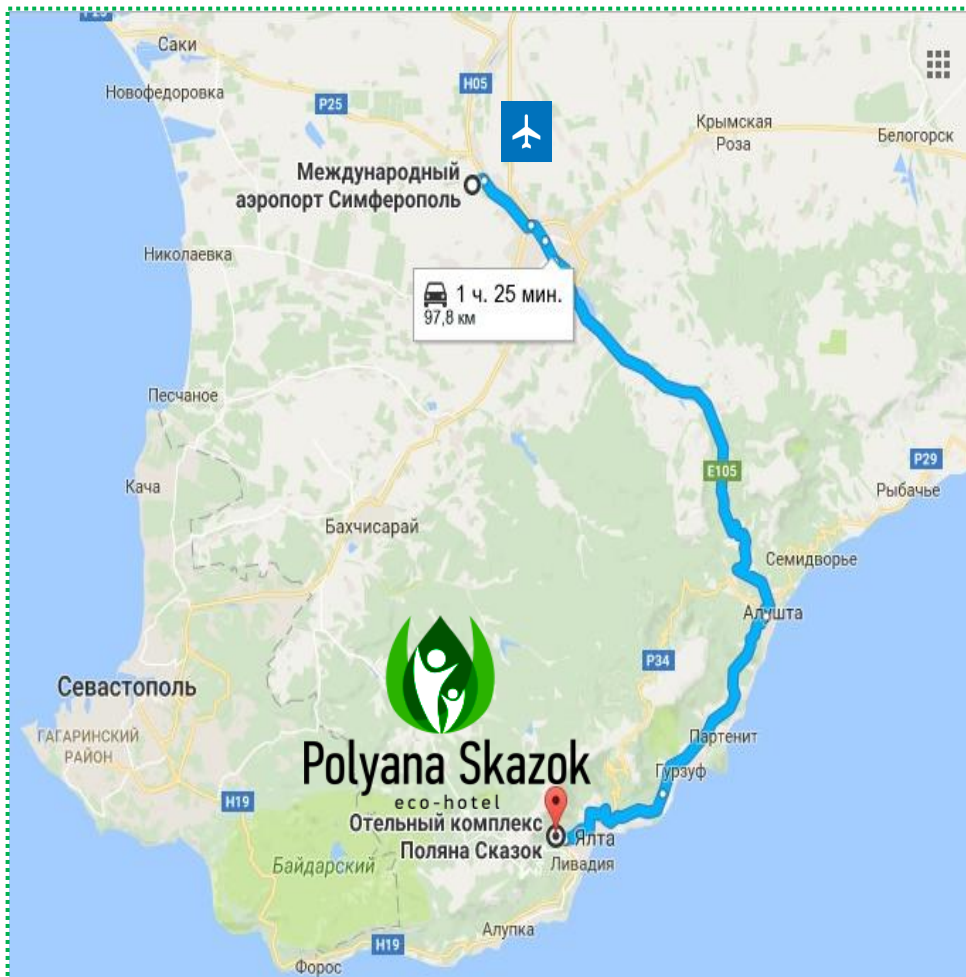 Саки
Новофедоровка
P25
H05
Крымская
Роза
Белогорск
Международный
аэропорт Симферополь
Николаевка
1 ч. 25 мин.
97,8 км
Песчаное
E105
P29
Кача
Рыбачье
Бахчисарай
Семидворье
Алушта
P34
Севастополь
ГАГАРИНСКИЙ
РАЙОН
Партенит
Polyana Skazok
eco-hotel
Гурзуф
H19
Отельный комплекс
Поляна Сказок
Ялта
Ливадия
Байдарский
Алупка
H19
Форос